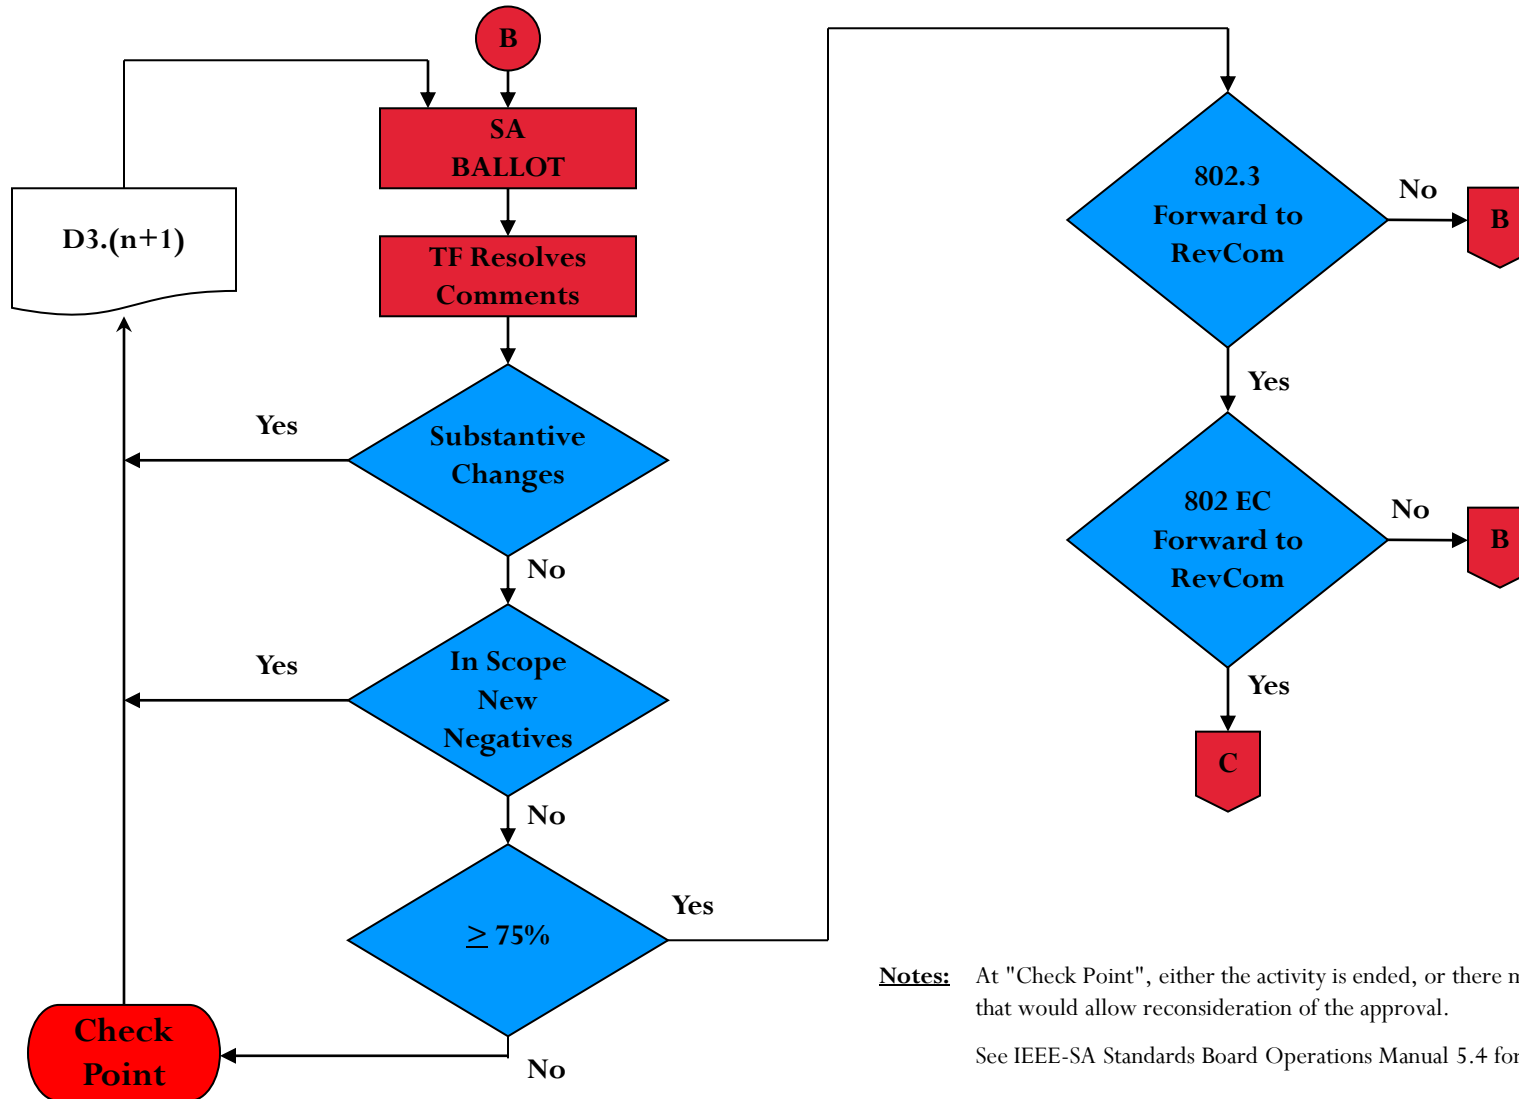 B
SA
BALLOT
D3.(n+1)
TF Resolves
Comments
Yes
Substantive
Changes
No
Yes
In Scope
New
Negatives
No
≥ 75%
Yes
Check
Point
No
802.3
Forward to
RevCom
No
B
Yes
802 EC
Forward to
RevCom
No
B
Yes
C
Notes: At "Check Point", either the activity is ended, or there
that would allow reconsideration of the approval.
See IEEE-SA Standards Board Operations Manual 5.4 for